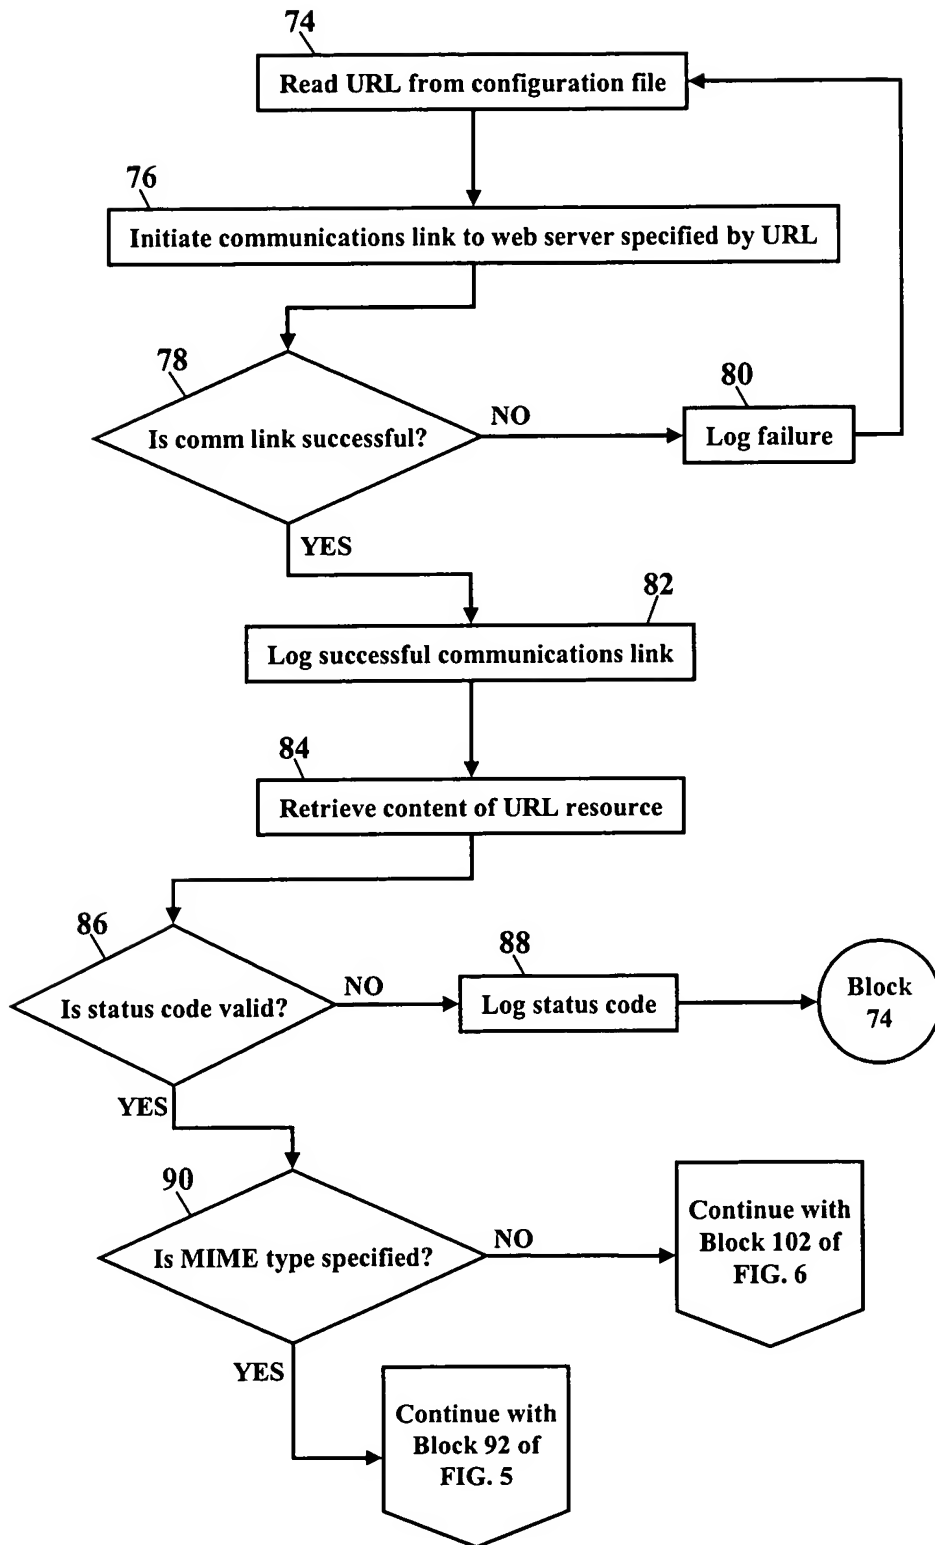 74
Read URL from configuration file
76
Initiate communications link to web server specified by URL
78
Is comm link successful?
NO
80
Log failure
YES
82
Log successful communications link
84
Retrieve content of URL resource
86
Is status code valid?
NO
88
Log status code
Block
74
YES
90
Is MIME type specified?
NO
Continue with
Block 102 of
FIG. 6
YES
Continue with
Block 92 of
FIG. 5